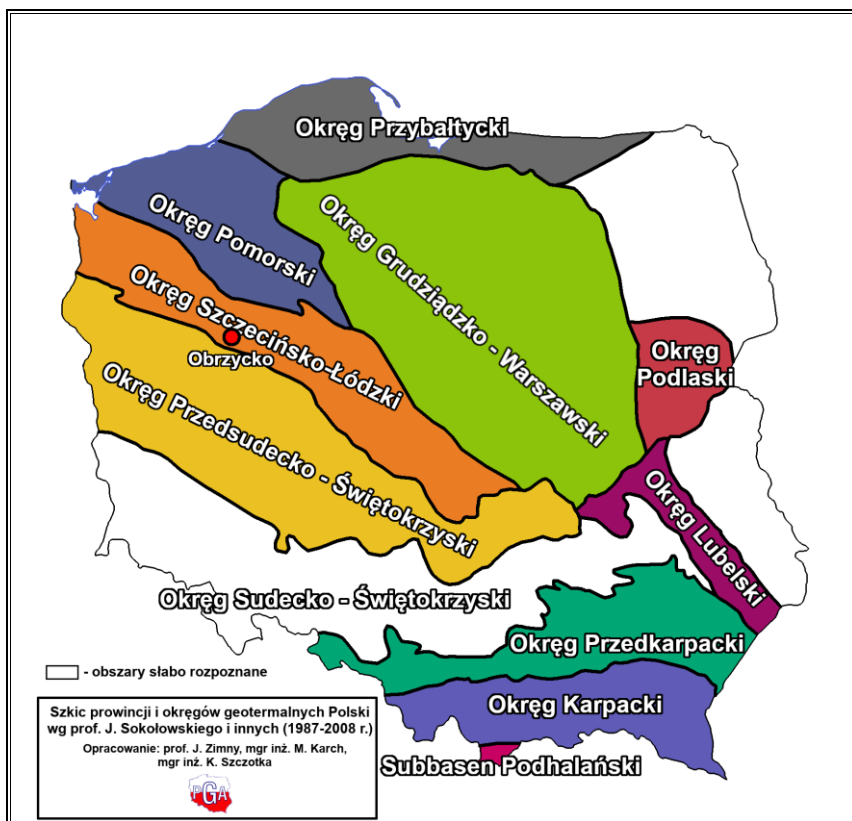 Okręg Przybałtycki
Okręg Pomorski
Okręg Grudziądzko - Warszawski
Okręg Szczecińsko-Łódzki
Obrzycko
Okręg
Podlaski
Okręg Przedsudecko - Świętokrzyski
Okręg Lubelski
Okręg Sudecko - Świętokrzyski
Okręg Przedkarpacki
- obszary słabo rozpoznane
Okręg Karpacki
Szkic prowincji i okręgów geotermalnych Polski
wg prof. J. Sokołowskiego i innych (1987-2008 r.)
Opracowanie: prof. J. Zimny, mgr inż. M. Karch,
mgr inż. K. Szczotka
PGA
Subbasen Podhalański